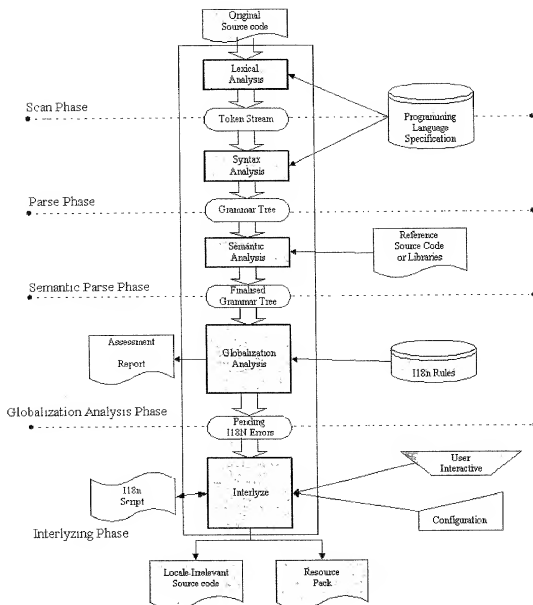 Original
Source code
Lexical
Analysis
Scan Phase
Token Stream
Programming
Language
Specification
Syntax
Analysis
Parse Phase
Grammar Tree
Semantic
Analysis
Reference
Source Code
or Libraries
Semantic Parse Phase
Finalised
Grammar Tree
Assessment
Report
Globalization
Analysis
I18n Rules
Globalization Analysis Phase
Pending
I18N Errors
User
Interactive
I18n
Script
Interlyze
Configuration
Interlyzing Phase
Locale-Irrelevant
Source code
Resource
Pack